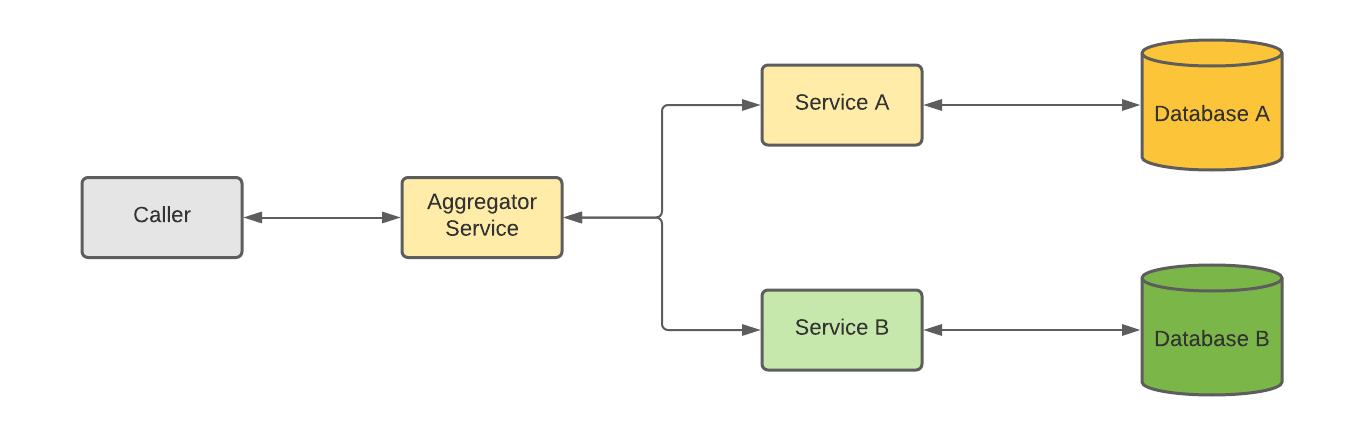 Caller
Aggregator
Service
Service A
Database A
Service B
Database B